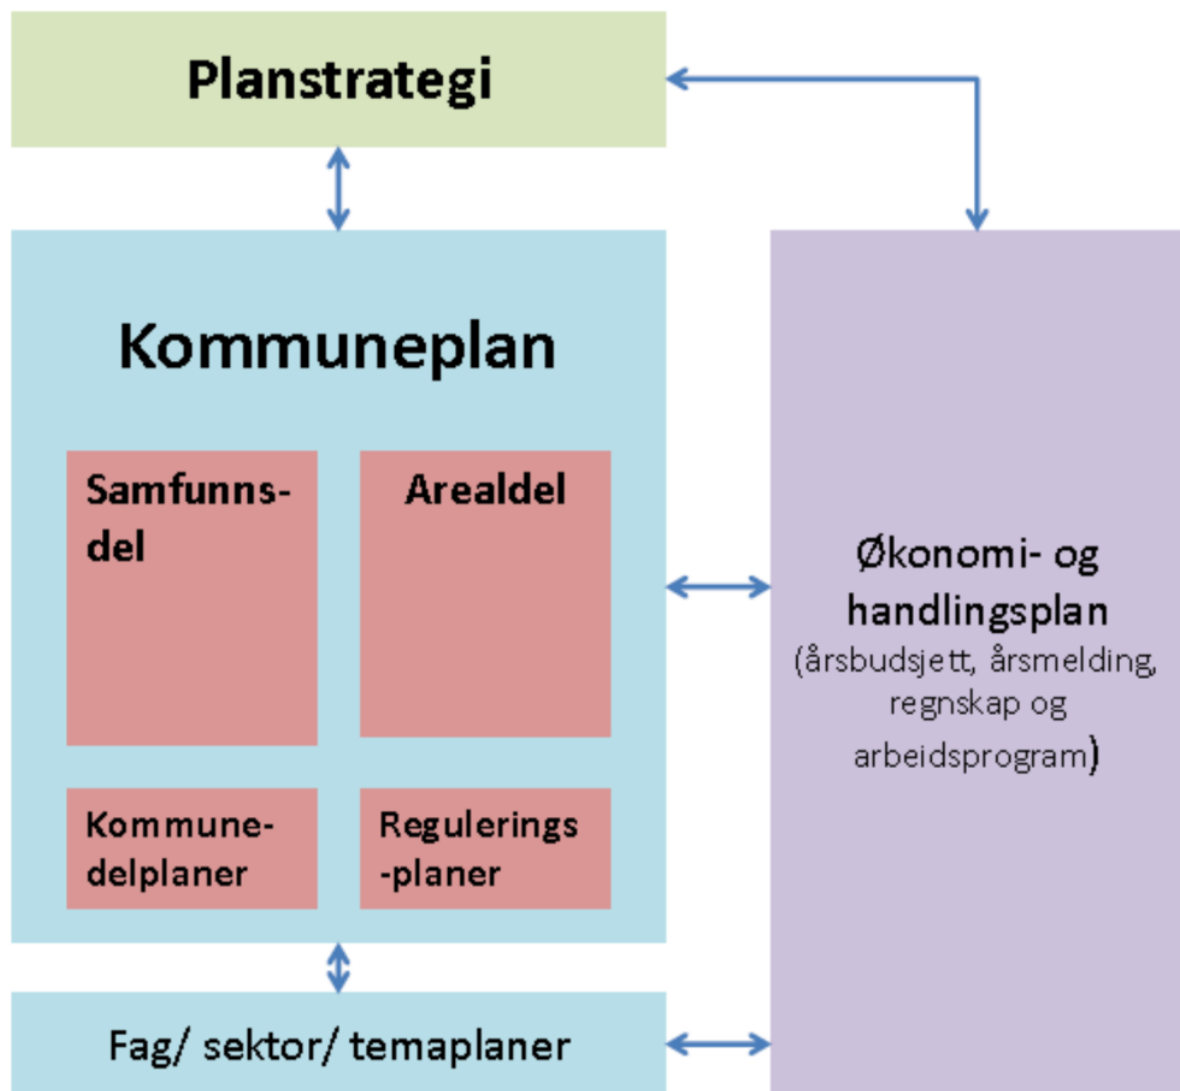 Planstrategi
Kommuneplan
Samfunns-
del
Arealdel
Kommune-
delplaner
Regulerings
-planer
Fag/ sektor/ temaplaner
Økonomi- og
handlingsplan
(årsbudsjett, årsmelding,
regnskap og
arbeidsprogram)